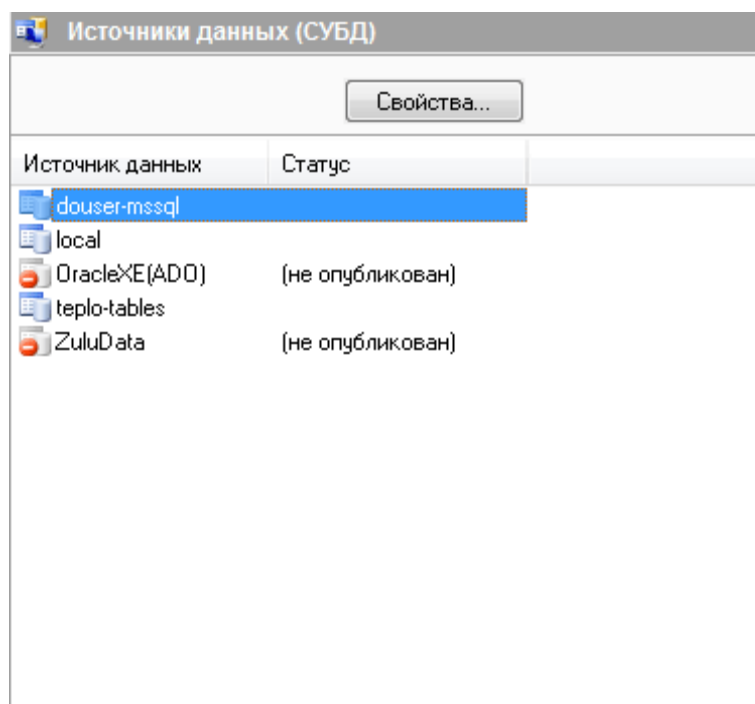 Источники данных (СУБД)
Свойства...
Источник данных Статус
douser-mssql
local
OracleXE(ADO) (не опубликован)
teplo-tables
ZuluData (не опубликован)